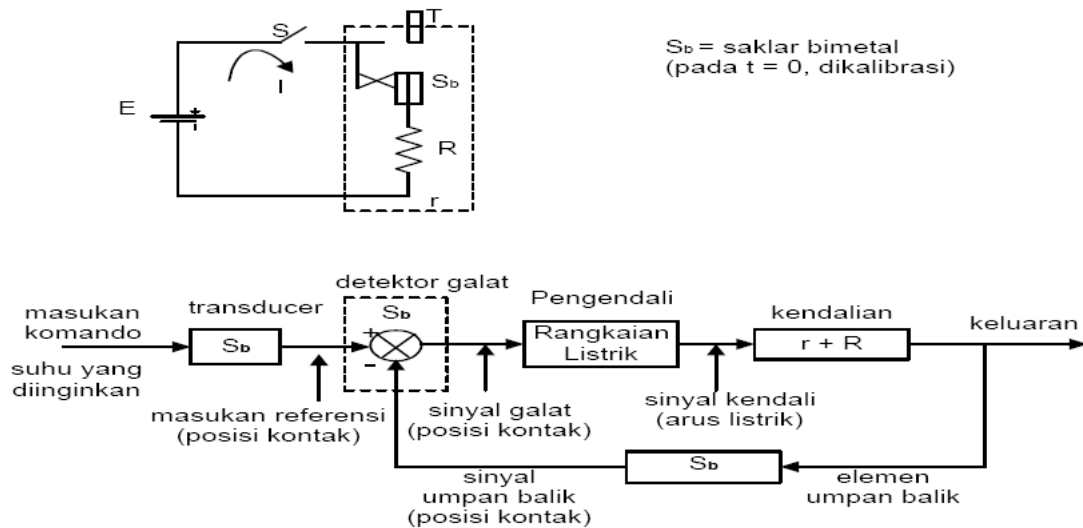 T
S
Sb = saklar bimetal
(pada t = 0, dikalibrasi)
I
Sb
E
+
R
r
detektor galat
masukan
komando
transducer
Sb
Pengendali
kendalian
keluaran
+
Sb
Rangkaian
Listrik
r + R
suhu yang
diinginkan
–
masukan referensi
(posisi kontak)
sinyal galat
(posisi kontak)
sinyal kendali
(arus listrik)
Sb
sinyal
umpan balik
(posisi kontak)
elemen
umpan balik